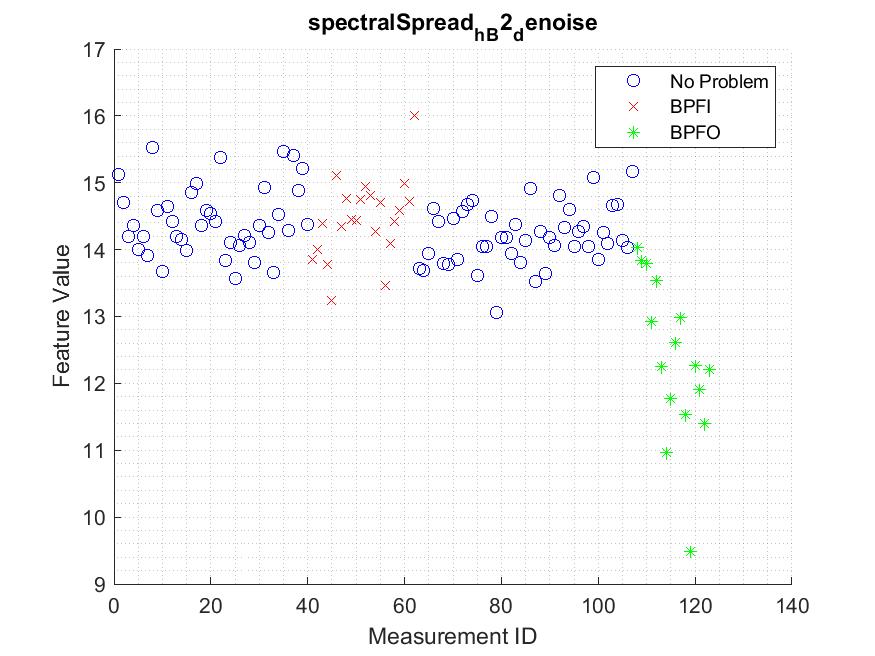 spectralSpread_hB2_denoise
17
16
15
14
13
12
11
10
9
Feature Value
No Problem
BPFI
BPFO
0 20 40 60 80 100 120 140
Measurement ID